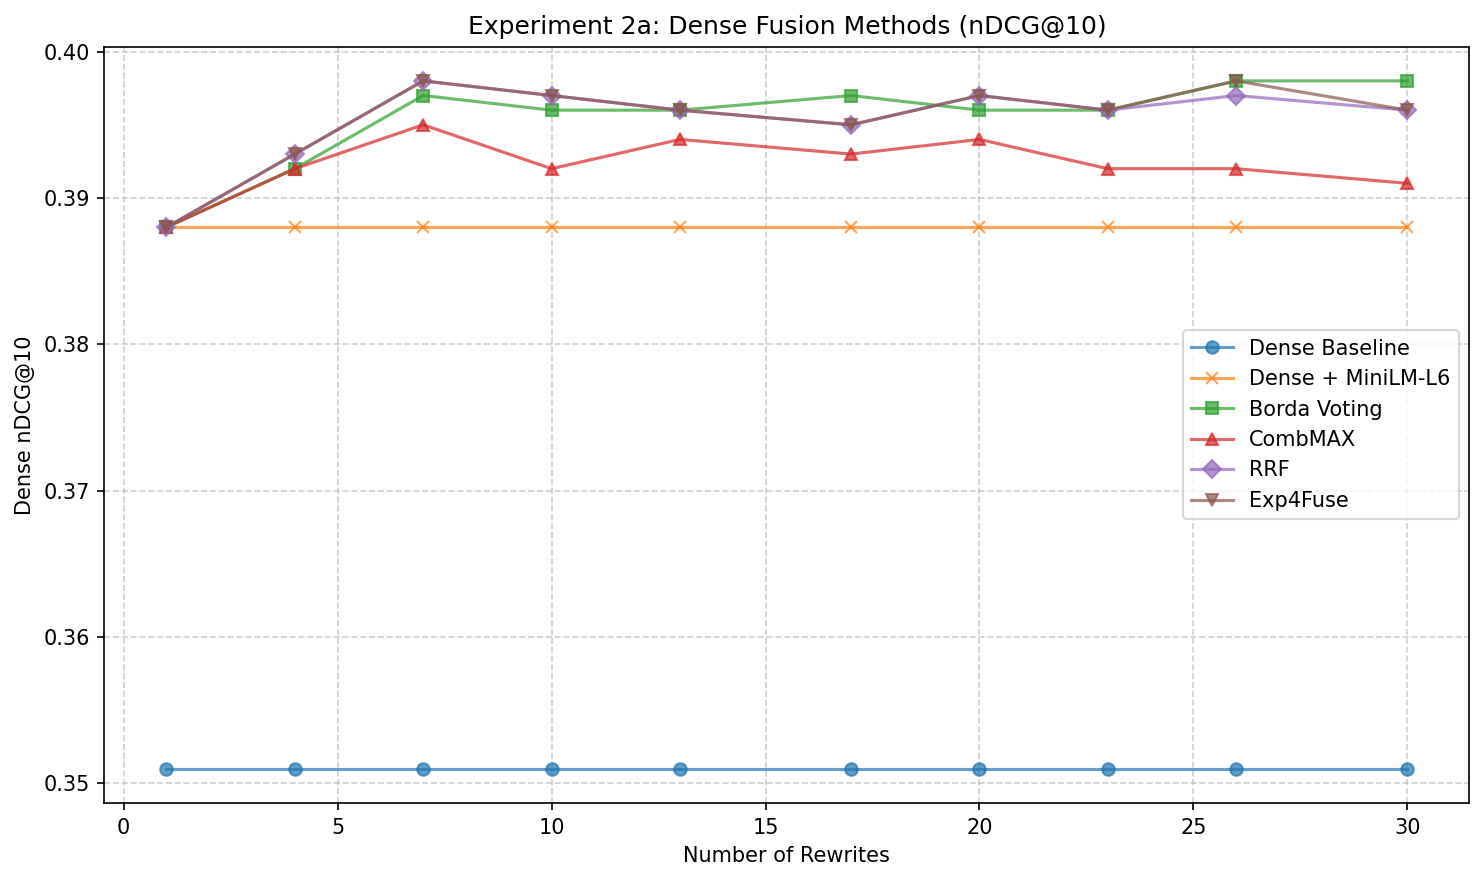 Experiment 2a: Dense Fusion Methods (nDCG@10)
0.40
0.39
0.38
0.37
0.36
0.35
Dense nDCG@10
Dense Baseline
Dense + MiniLM-L6
Borda Voting
CombMAX
RRF
Exp4Fuse
0 5 10 15 20 25 30
Number of Rewrites